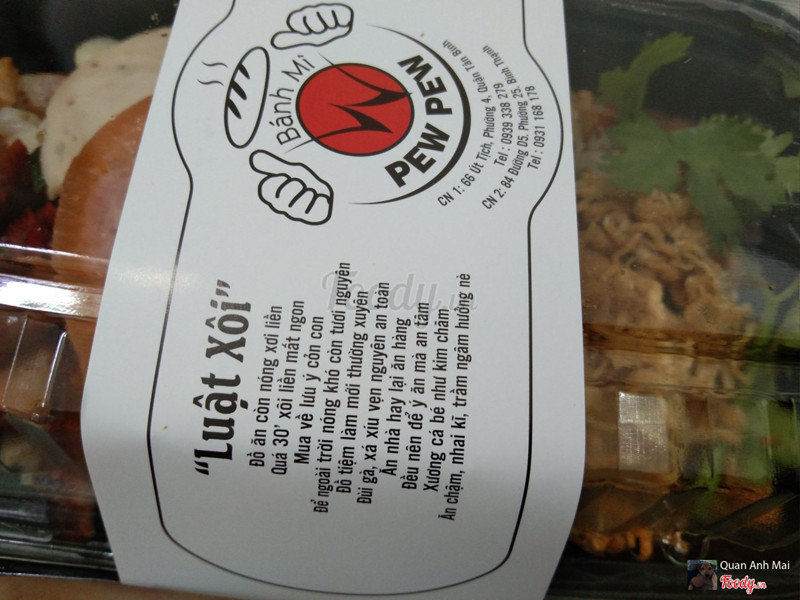 Bánh Mì
PEW PEW
CN 1: 66 Út Tịch, Phường 4, Quận Tân Bình
Tel : 0939 338 279
CN 2: 84 Đường D5, Phường 25, Bình Thạnh
Tel : 0931 168 178
"Luật Xôi"
Đồ ăn còn nóng xơi liền
Quá 30' xôi liền mất ngon
Mua về lưu ý cỏn con
Để ngoài trời nóng khó còn tươi nguyên
Đồ tiệm làm mới thường xuyên
Đùi gà, xá xíu vẹn nguyên an toàn
Ăn nhà hay lại ăn hàng
Đều nên để ý ăn mà an tâm
Xương cá bé như kim châm
Ăn chậm, nhai kĩ, trầm ngâm hưởng nè
Foody.vn
Quan Anh Mai
Foody.vn